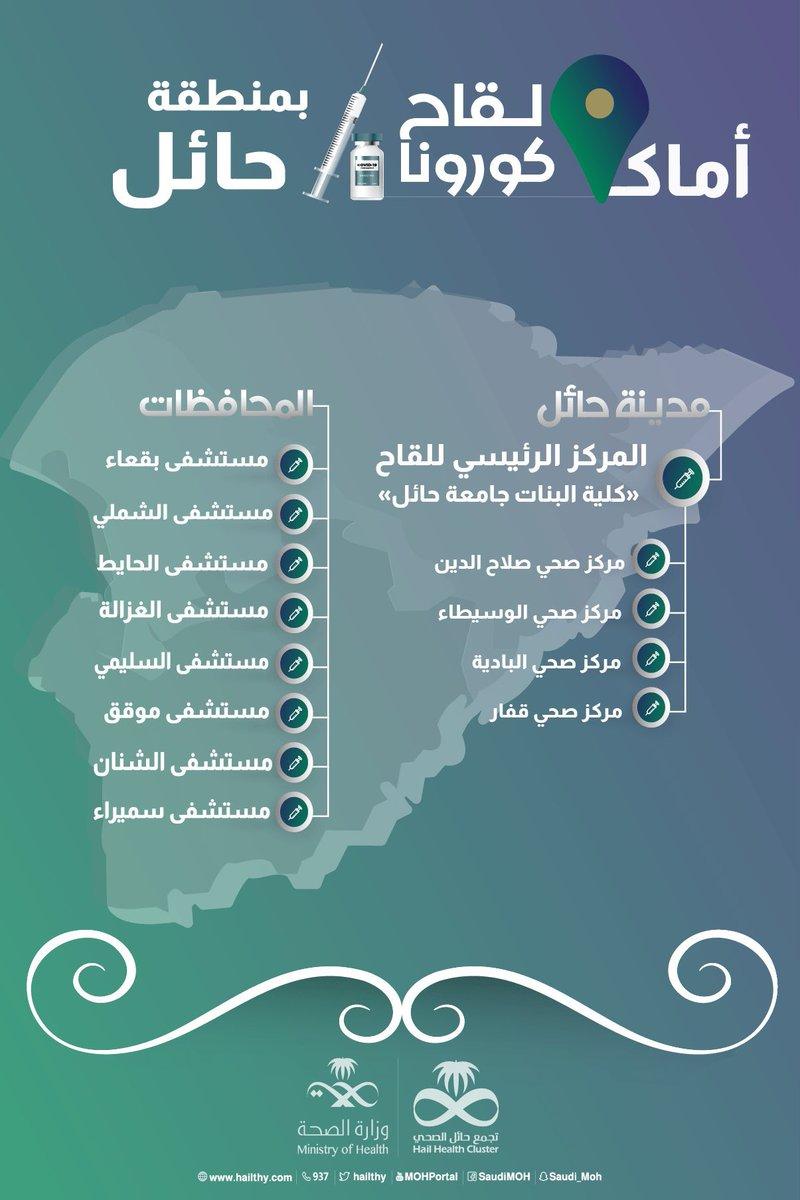 أماكن
لقاح
كورونا
بمنطقة
حائل
COVID-19
مدينة حائل
المركز الرئيسي للقاح
«كلية البنات جامعة حائل»
مركز صحي صلاح الدين
مركز صحي الوسيطاء
مركز صحي البادية
مركز صحي قفار
المحافظات
مستشفى بقعاء
مستشفى الشملي
مستشفى الحايط
مستشفى الغزالة
مستشفى السليمي
مستشفى موقق
مستشفى الشنان
مستشفى سميراء
تجمع حائل الصحي
Hail Health Cluster
وزارة الصحة
Ministry of Health
www.hailthy.com 937 hailthy MOHPortal SaudiMOH Saudi_Moh